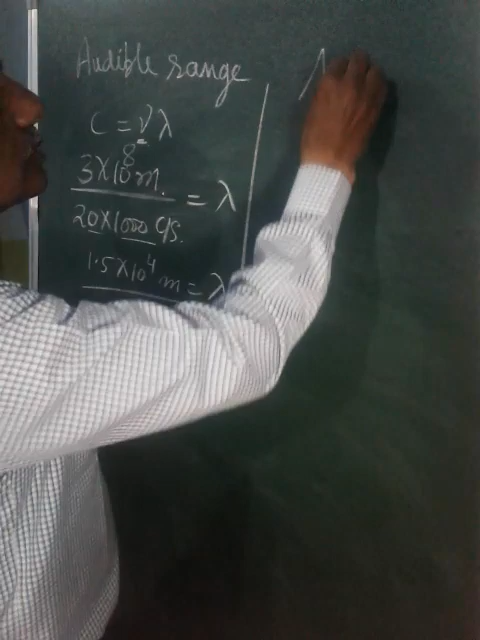 Audible range
C = νλ
3×10⁸ m. / 20×1000 c/s. = λ
1.5×10⁴ m = λ